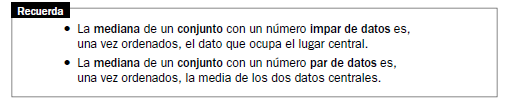 Recuerda
● La mediana de un conjunto con un número impar de datos es,
una vez ordenados, el dato que ocupa el lugar central.
● La mediana de un conjunto con un número par de datos es,
una vez ordenados, la media de los dos datos centrales.